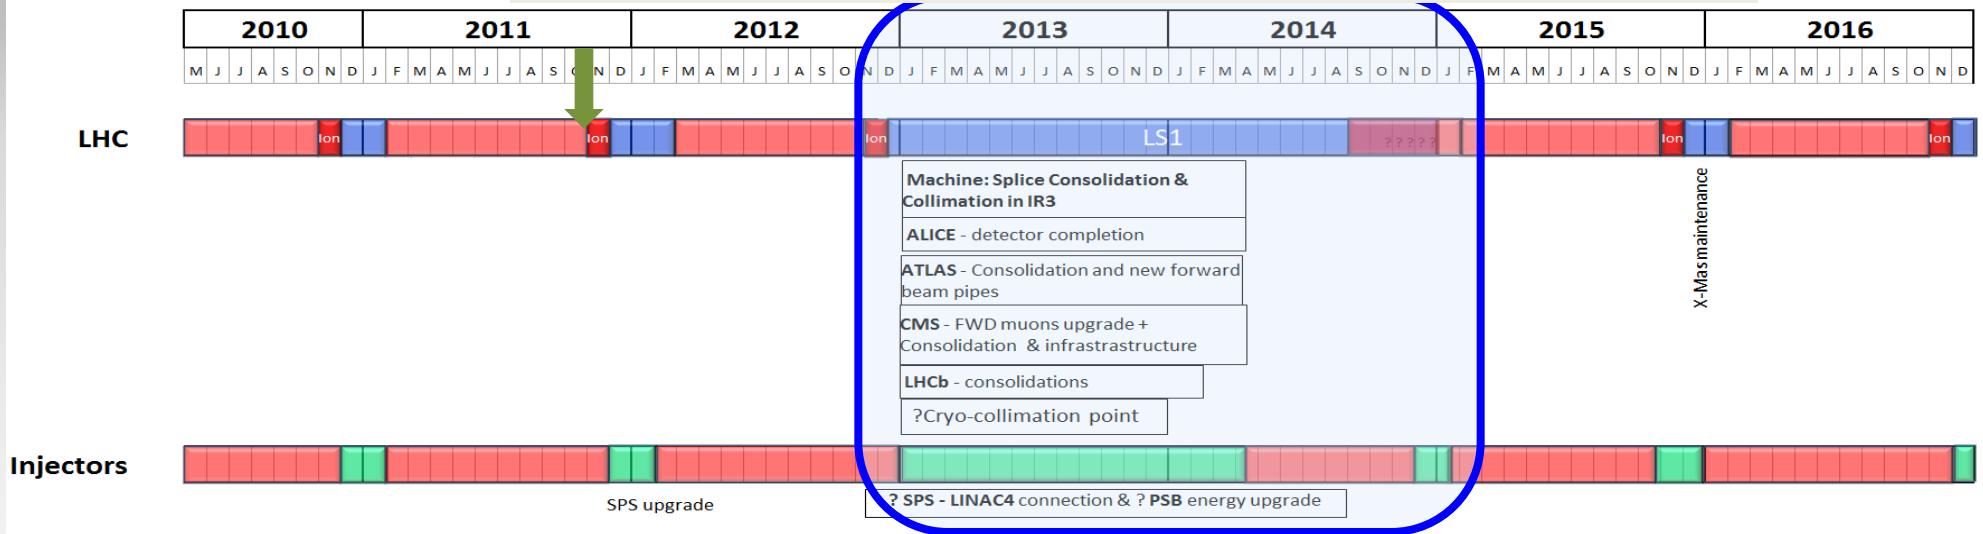 2010 2011 2012 2013 2014 2015 2016
M J J A S O N D J F M A M J J A S O N D J F M A M J J A S O N D J F M A M J J A S O N D J F M A M J J A S O N D J F M A M J J A S O N D J F M A M J J A S O N D
LHC Ion Ion Ion LS1 ????? Ion Ion
Machine: Splice Consolidation &
Collimation in IR3
ALICE - detector completion
ATLAS - Consolidation and new forward
beam pipes
CMS - FWD muons upgrade +
Consolidation & infrastrastructure
LHCb - consolidations
?Cryo-collimation point
X-Mas maintenance
Injectors
SPS upgrade
? SPS - LINAC4 connection & ? PSB energy upgrade